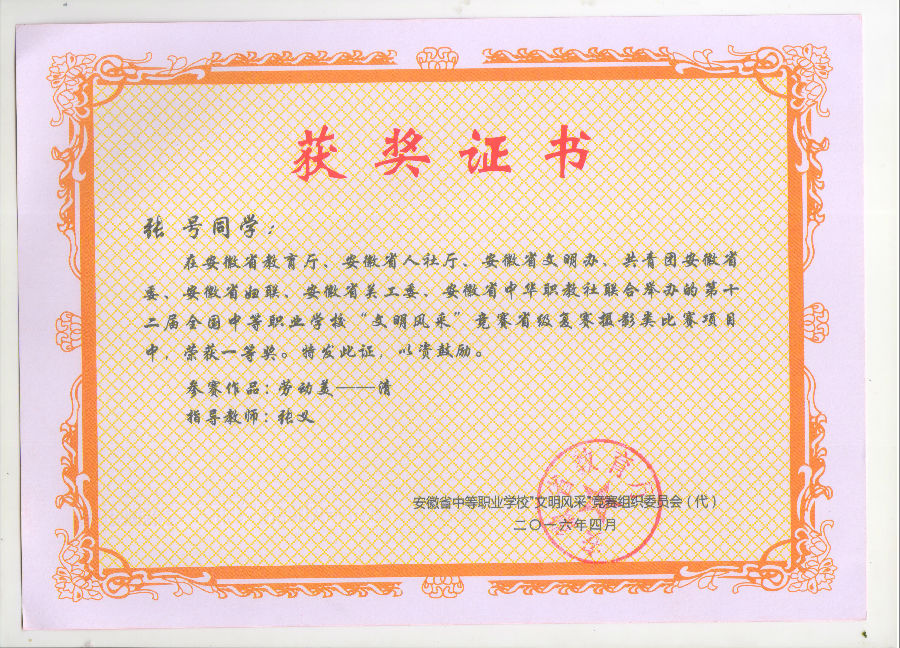 获奖证书
张 号同学：
在安徽省教育厅、安徽省人社厅、安徽省文明办、共青团安徽省
委、安徽省妇联、安徽省关工委、安徽省中华职教社联合举办的第十
二届全国中等职业学校“文明风采”竞赛省级复赛摄影类比赛项目
中，荣获一等奖。特发此证，以资鼓励。
参赛作品：劳动美———清
指导教师：张义
安徽省中等职业学校"文明风采"竞赛组织委员会（代）
二〇一六年四月
省教育厅